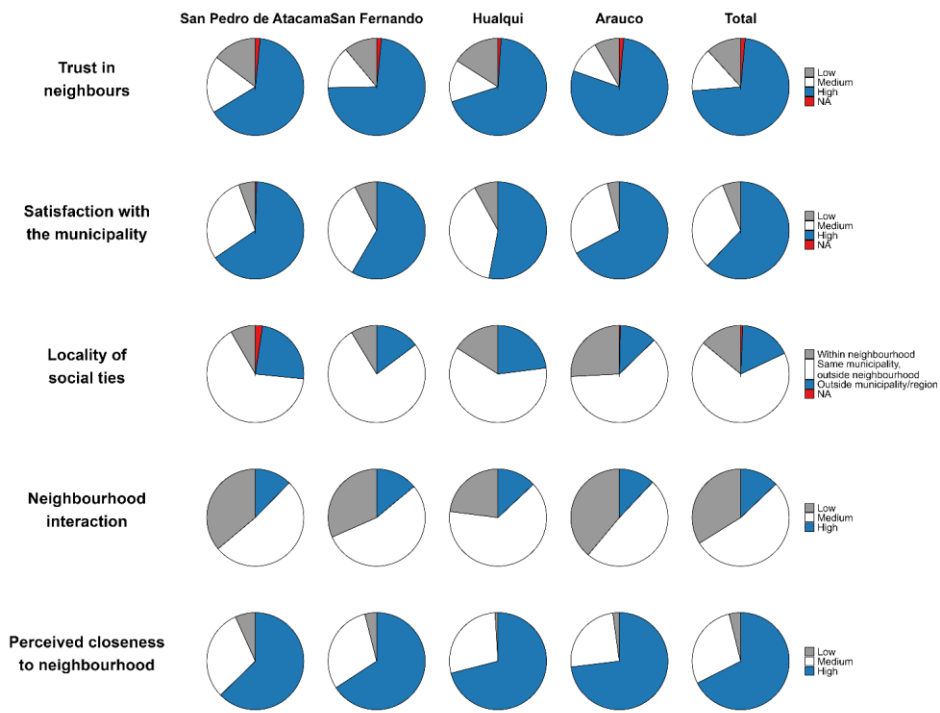 San Pedro de Atacama San Fernando Hualqui Arauco Total
Trust in
neighbours
Low
Medium
High
NA
Satisfaction with
the municipality
Low
Medium
High
NA
Locality of
social ties
Within neighbourhood
Same municipality,
outside neighbourhood
Outside municipality/region
NA
Neighbourhood
interaction
Low
Medium
High
Perceived closeness
to neighbourhood
Low
Medium
High